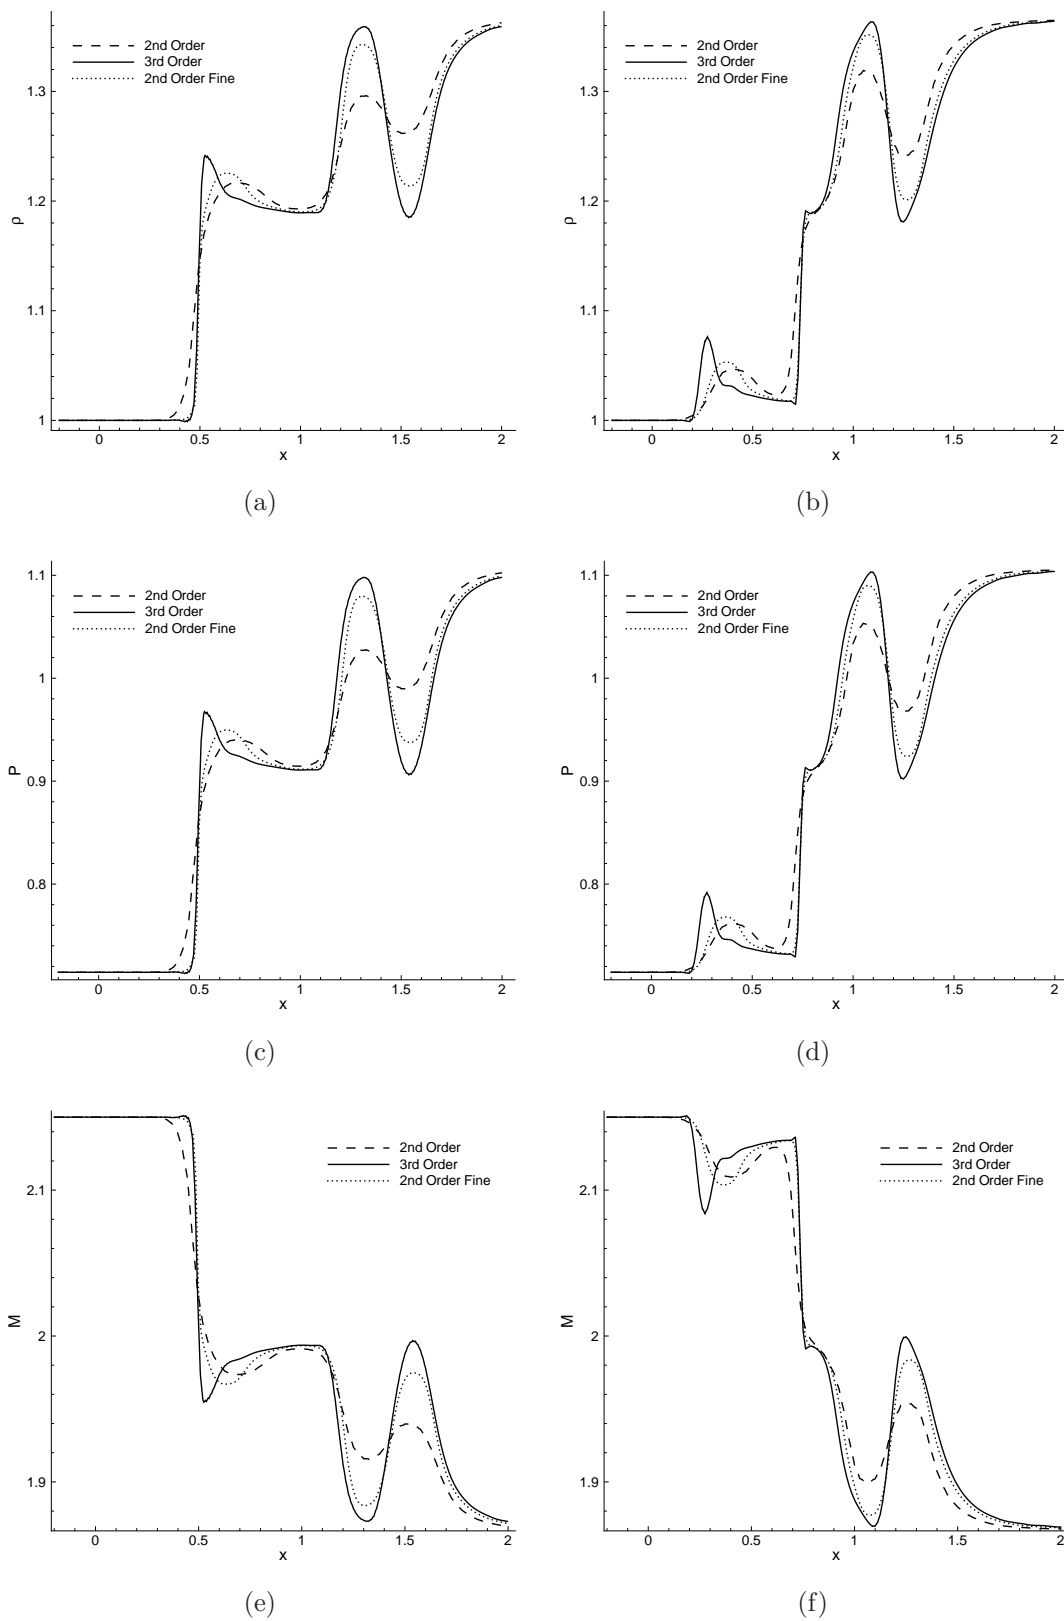 2nd Order
3rd Order
2nd Order Fine
ρ
1.3
1.2
1.1
1
0 0.5 1 1.5 2
x
(a)
2nd Order
3rd Order
2nd Order Fine
ρ
1.3
1.2
1.1
1
0 0.5 1 1.5 2
x
(b)
2nd Order
3rd Order
2nd Order Fine
P
1.1
1
0.9
0.8
0 0.5 1 1.5 2
x
(c)
2nd Order
3rd Order
2nd Order Fine
P
1.1
1
0.9
0.8
0 0.5 1 1.5 2
x
(d)
2nd Order
3rd Order
2nd Order Fine
M
2.1
2
1.9
0 0.5 1 1.5 2
x
(e)
2nd Order
3rd Order
2nd Order Fine
M
2.1
2
1.9
0 0.5 1 1.5 2
x
(f)